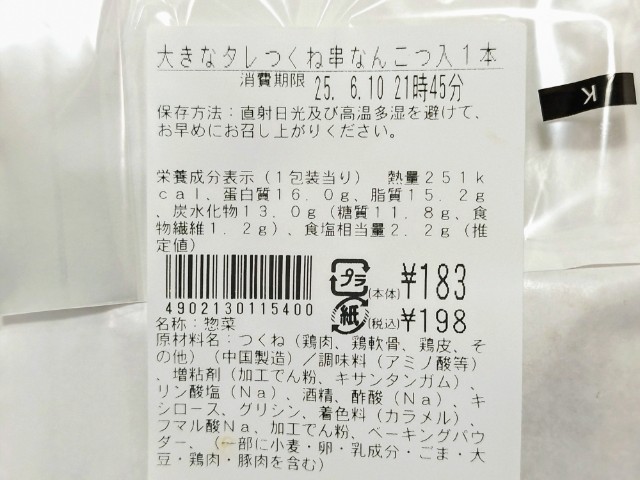 大きなタレつくね串なんこつ入1本
消費期限 25. 6.10 21時45分
保存方法：直射日光及び高温多湿を避けて、
お早めにお召し上がりください。
栄養成分表示（1包装当り） 熱量251k
cal、蛋白質16.0g、脂質15.2g
、炭水化物13.0g（糖質11.8g、食
物繊維1.2g）、食塩相当量2.2g（推
定値）
プラ
(本体) ¥183
紙
(税込) ¥198
4902130115400
名称：惣菜
原材料名：つくね（鶏肉、鶏軟骨、鶏皮、そ
の他）（中国製造）／調味料（アミノ酸等）
、増粘剤（加工でん粉、キサンタンガム）、
リン酸塩（Na）、酒精、酢酸（Na）、キ
シロース、グリシン、着色料（カラメル）、
フマル酸Na、加工でん粉、ベーキングパウ
ダー、（一部に小麦・卵・乳成分・ごま・大
豆・鶏肉・豚肉を含む）
K